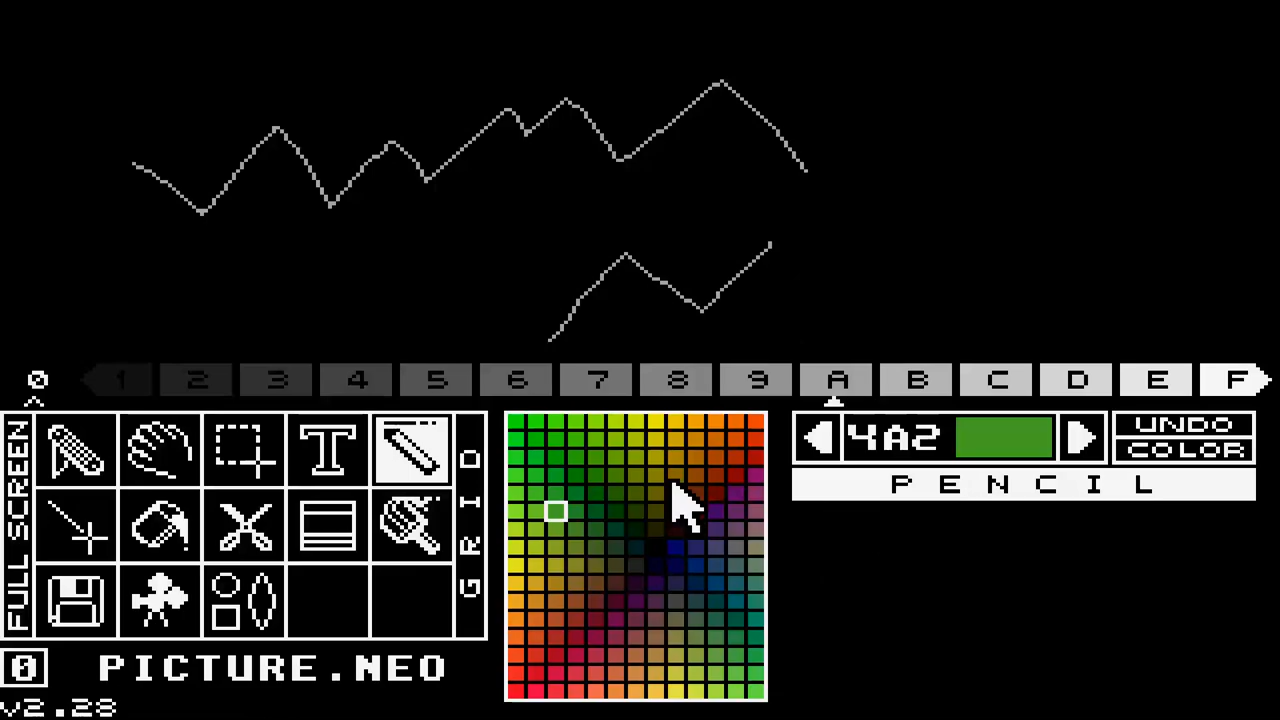 0 1 2 3 4 5 6 7 8 9 A B C D E F
FULL SCREEN
GRID
4A2
UNDO
COLOR
PENCIL
0 PICTURE.NEO
v2.28